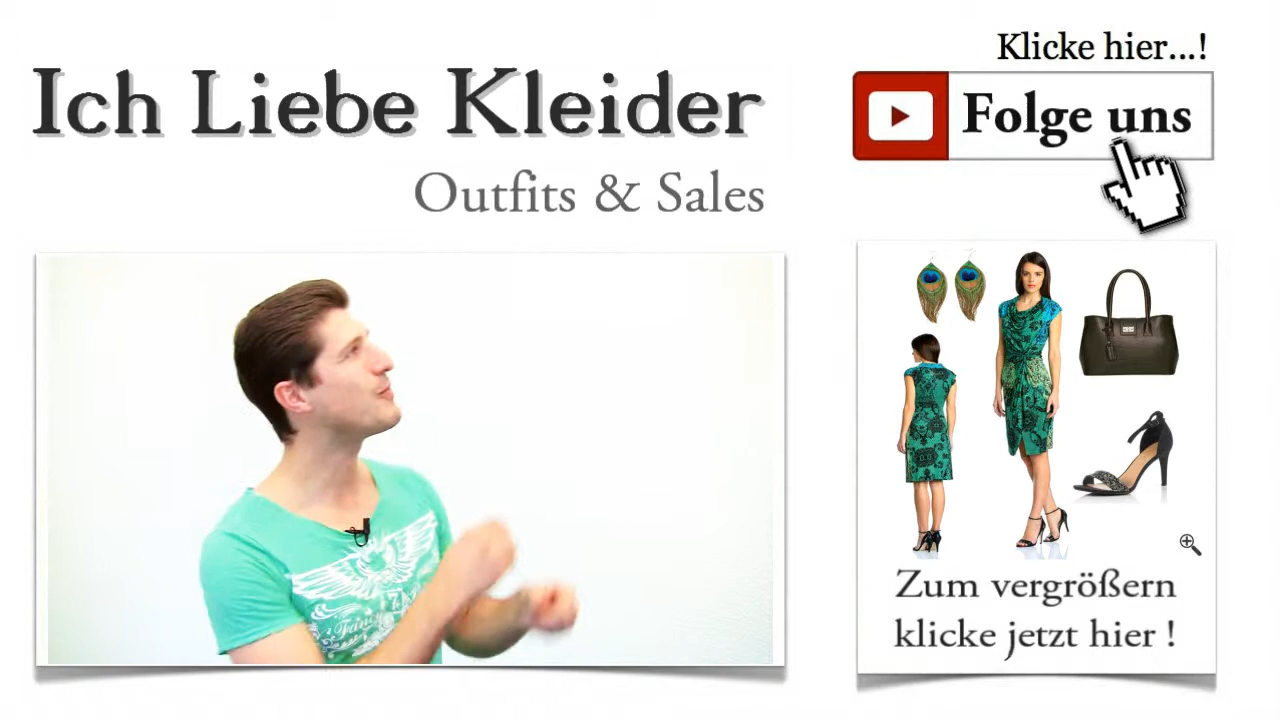 Ich Liebe Kleider
Outfits & Sales
Klicke hier...!
Folge uns
Zum vergrößern
klicke jetzt hier !